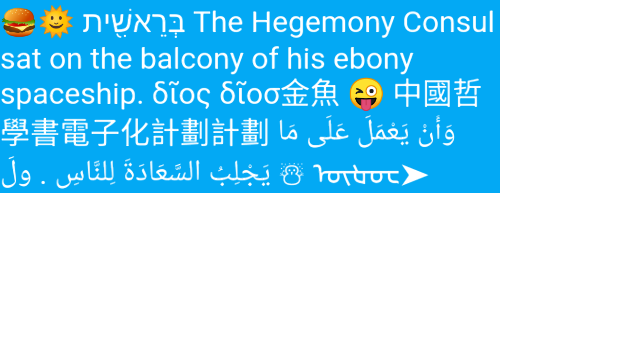 🍔🌞 בְּרֵאשִׁ֖ית The Hegemony Consul
sat on the balcony of his ebony
spaceship. δῖος δῖοσ金魚 😜 中國哲
學書電子化計劃計劃 وَأَنْ يَعْمَلَ عَلَى مَا
يَجْلِبُ السَّعَادَةَ لِلنَّاسِ . ولَ ☃